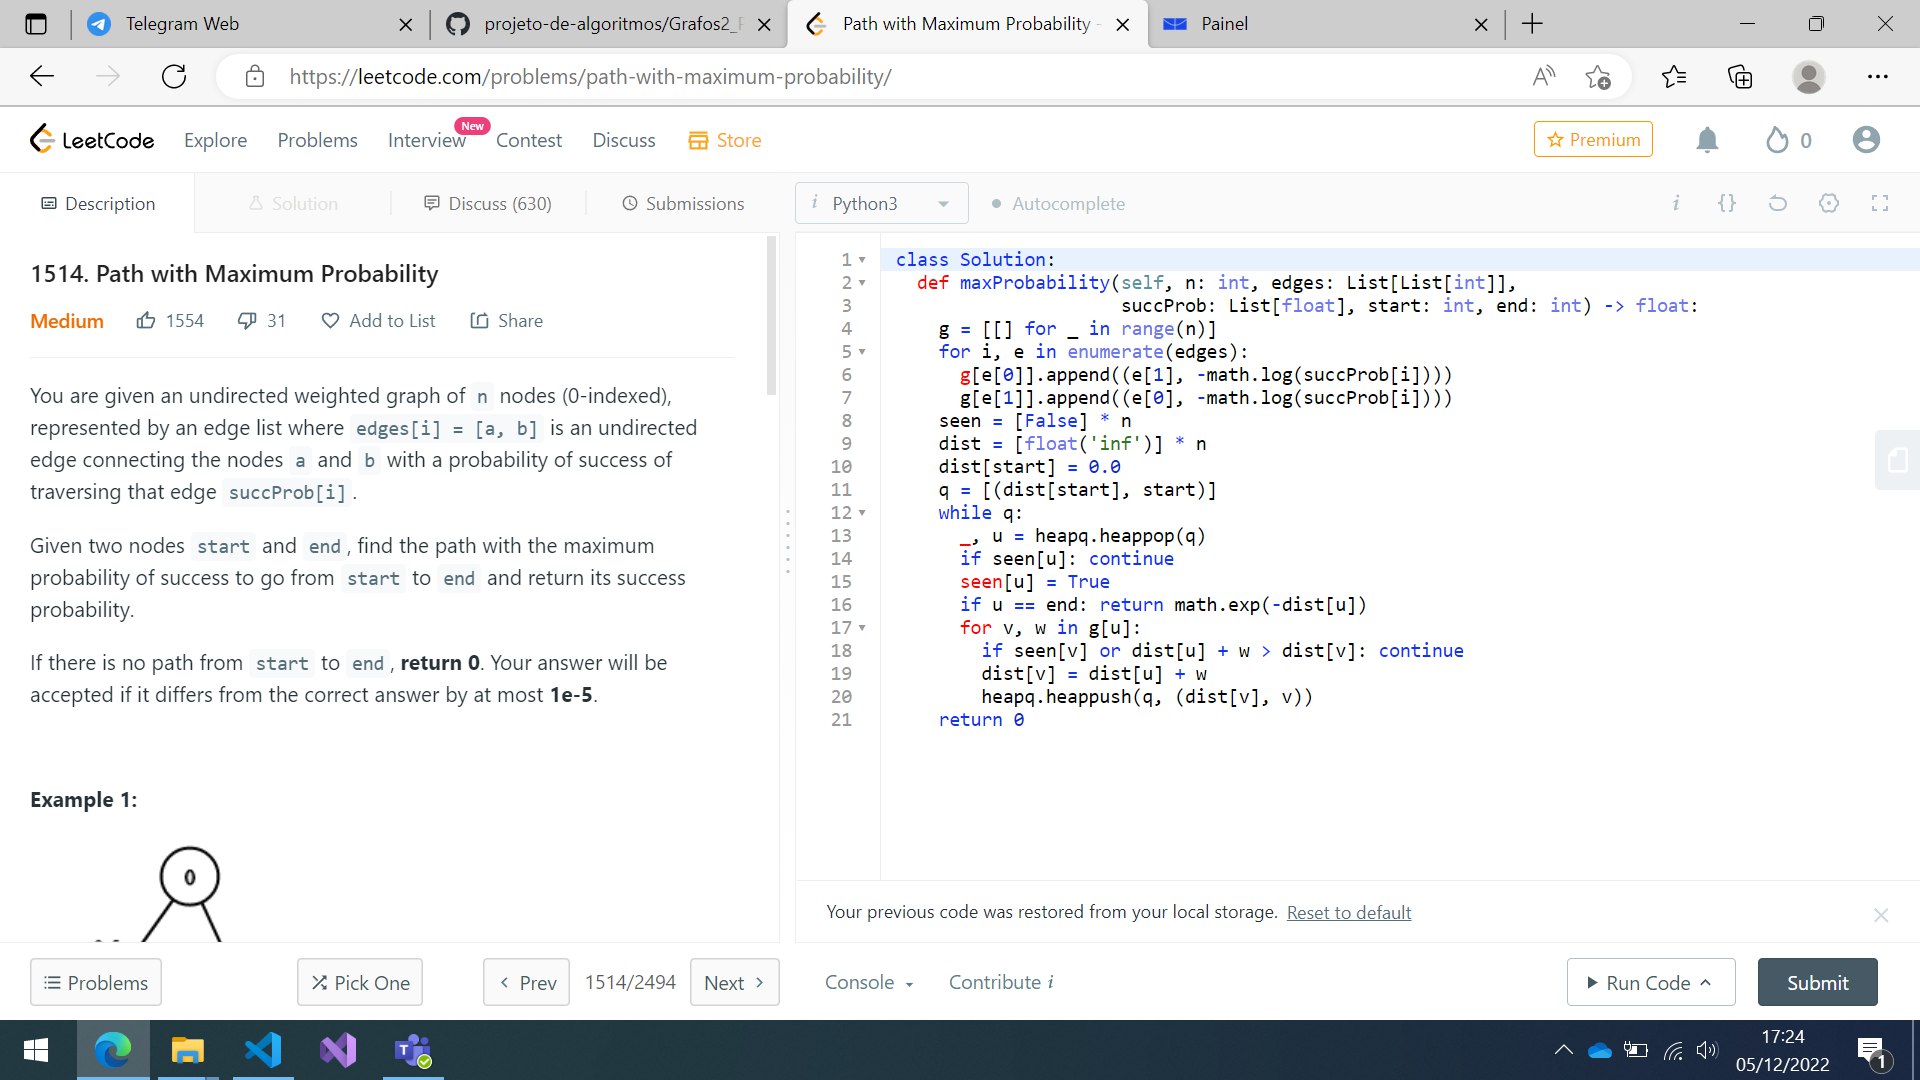 Telegram Web
projeto-de-algoritmos/Grafos2_
Path with Maximum Probability -
Painel
https://leetcode.com/problems/path-with-maximum-probability/
LeetCode
Explore
Problems
Interview
New
Contest
Discuss
Store
Premium
0
Description
Solution
Discuss (630)
Submissions
i Python3
Autocomplete
i {}
1514. Path with Maximum Probability
Medium 1554 31 Add to List Share
You are given an undirected weighted graph of n nodes (0-indexed),
represented by an edge list where edges[i] = [a, b] is an undirected
edge connecting the nodes a and b with a probability of success of
traversing that edge succProb[i].
Given two nodes start and end, find the path with the maximum
probability of success to go from start to end and return its success
probability.
If there is no path from start to end, return 0. Your answer will be
accepted if it differs from the correct answer by at most 1e-5.
Example 1:
0
1 class Solution:
2 def maxProbability(self, n: int, edges: List[List[int]],
3 succProb: List[float], start: int, end: int) -> float:
4 g = [[] for _ in range(n)]
5 for i, e in enumerate(edges):
6 g[e[0]].append((e[1], -math.log(succProb[i])))
7 g[e[1]].append((e[0], -math.log(succProb[i])))
8 seen = [False] * n
9 dist = [float('inf')] * n
10 dist[start] = 0.0
11 q = [(dist[start], start)]
12 while q:
13 _, u = heapq.heappop(q)
14 if seen[u]: continue
15 seen[u] = True
16 if u == end: return math.exp(-dist[u])
17 for v, w in g[u]:
18 if seen[v] or dist[u] + w > dist[v]: continue
19 dist[v] = dist[u] + w
20 heapq.heappush(q, (dist[v], v))
21 return 0
Your previous code was restored from your local storage. Reset to default
Problems
Pick One
Prev
1514/2494
Next
Console
Contribute i
Run Code
Submit
17:24
05/12/2022
1